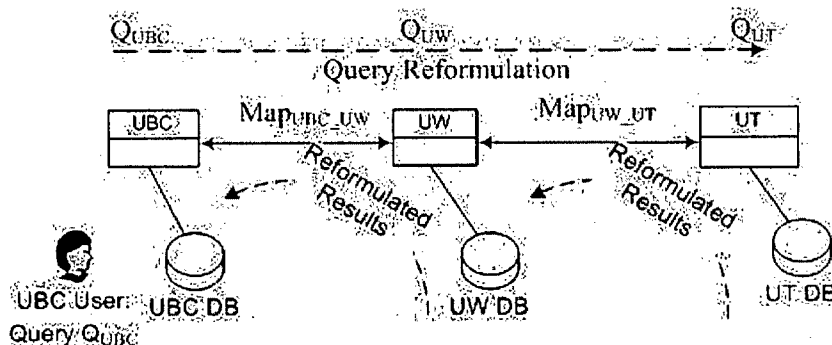 QUBC QUW QUT
Query Reformulation
UBC MapUBC_UW UW MapUW_UT UT
Reformulated
Results
Reformulated
Results
UBC User:
Query QUBC
UBC DB
UW DB
UT DB